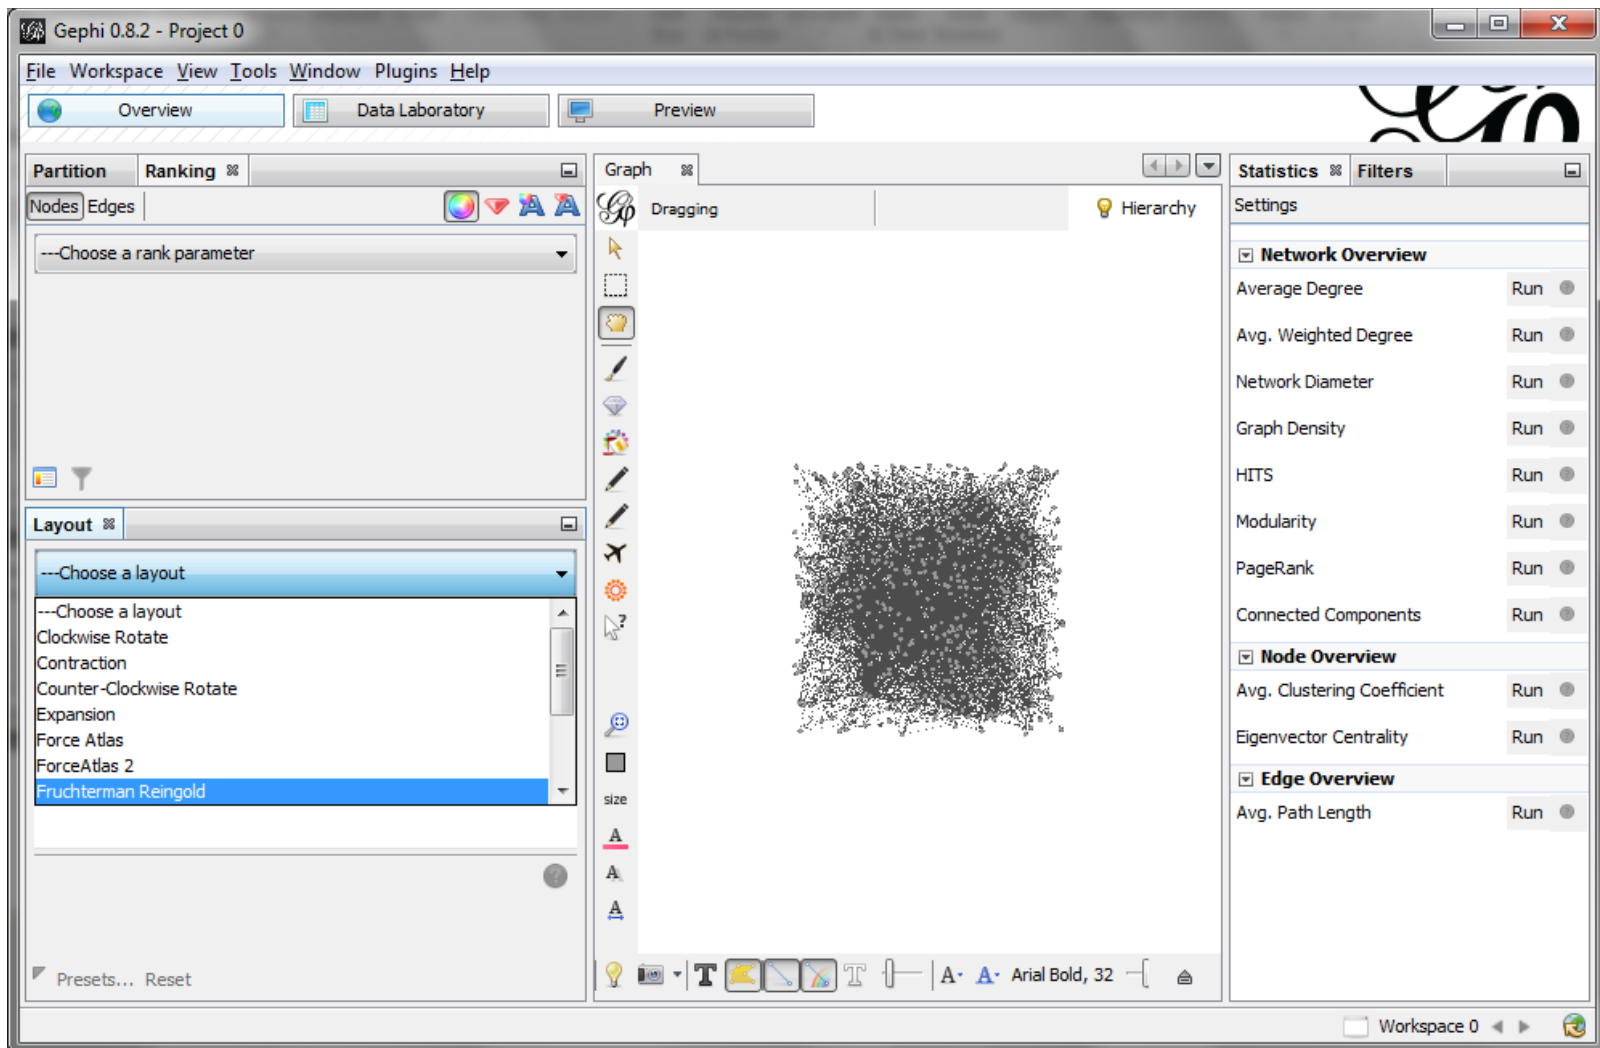 Gephi 0.8.2 - Project 0
File Workspace View Tools Window Plugins Help
Overview
Data Laboratory
Preview
Partition
Ranking
Nodes Edges
---Choose a rank parameter
Layout
---Choose a layout
---Choose a layout
Clockwise Rotate
Contraction
Counter-Clockwise Rotate
Expansion
Force Atlas
ForceAtlas 2
Fruchterman Reingold
Presets... Reset
Graph
Dragging
Hierarchy
size
Arial Bold, 32
Statistics
Filters
Settings
Network Overview
Average Degree Run
Avg. Weighted Degree Run
Network Diameter Run
Graph Density Run
HITS Run
Modularity Run
PageRank Run
Connected Components Run
Node Overview
Avg. Clustering Coefficient Run
Eigenvector Centrality Run
Edge Overview
Avg. Path Length Run
Workspace 0